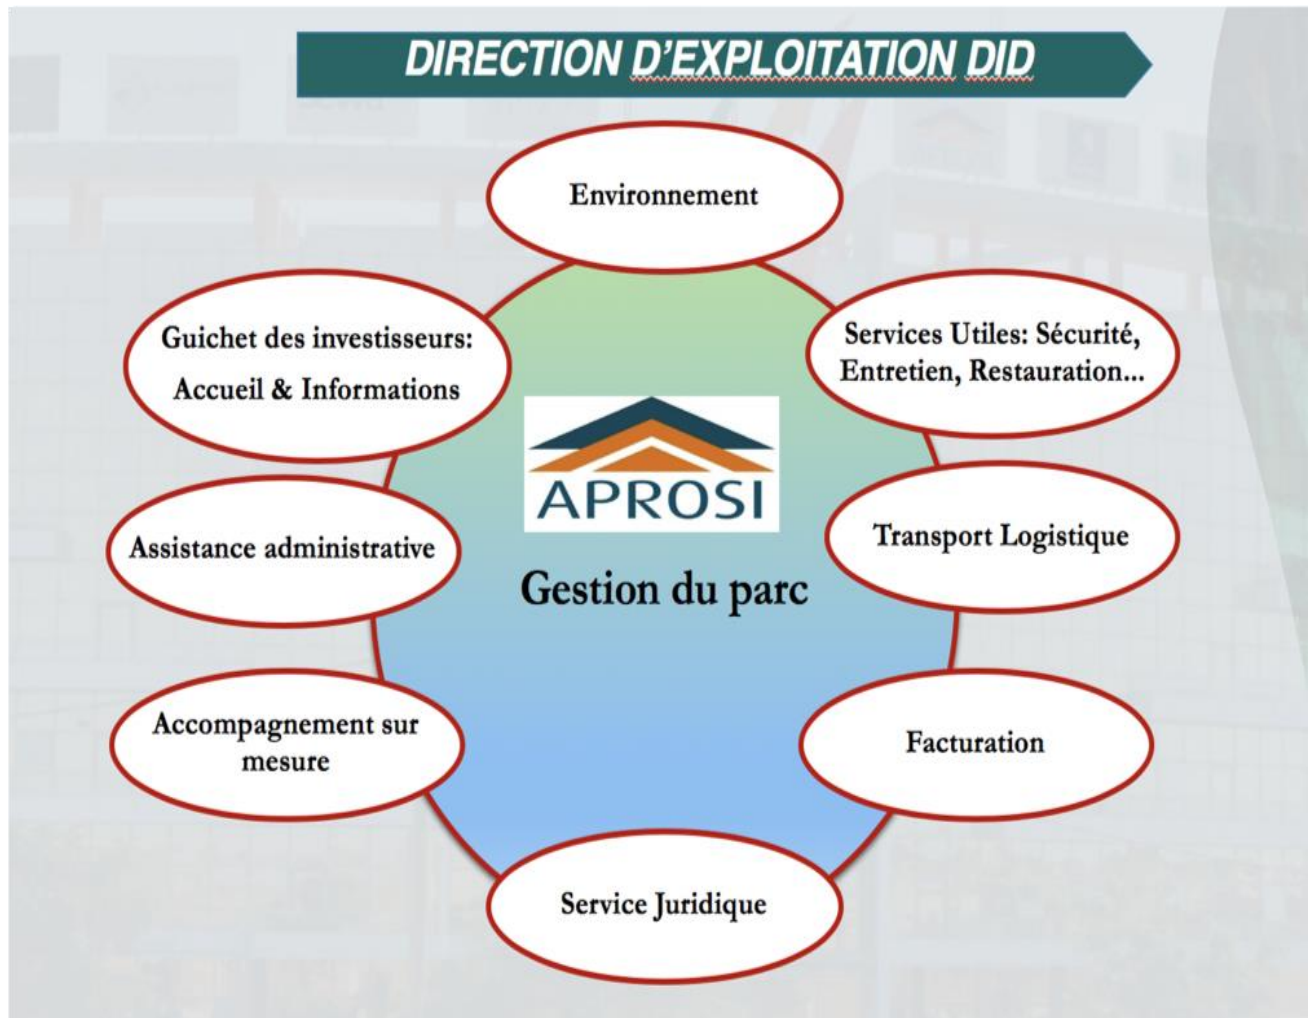 DIRECTION D'EXPLOITATION DID
Environnement
Guichet des investisseurs:
Accueil & Informations
Services Utiles: Sécurité,
Entretien, Restauration...
APROSI
Gestion du parc
Assistance administrative
Transport Logistique
Accompagnement sur
mesure
Facturation
Service Juridique